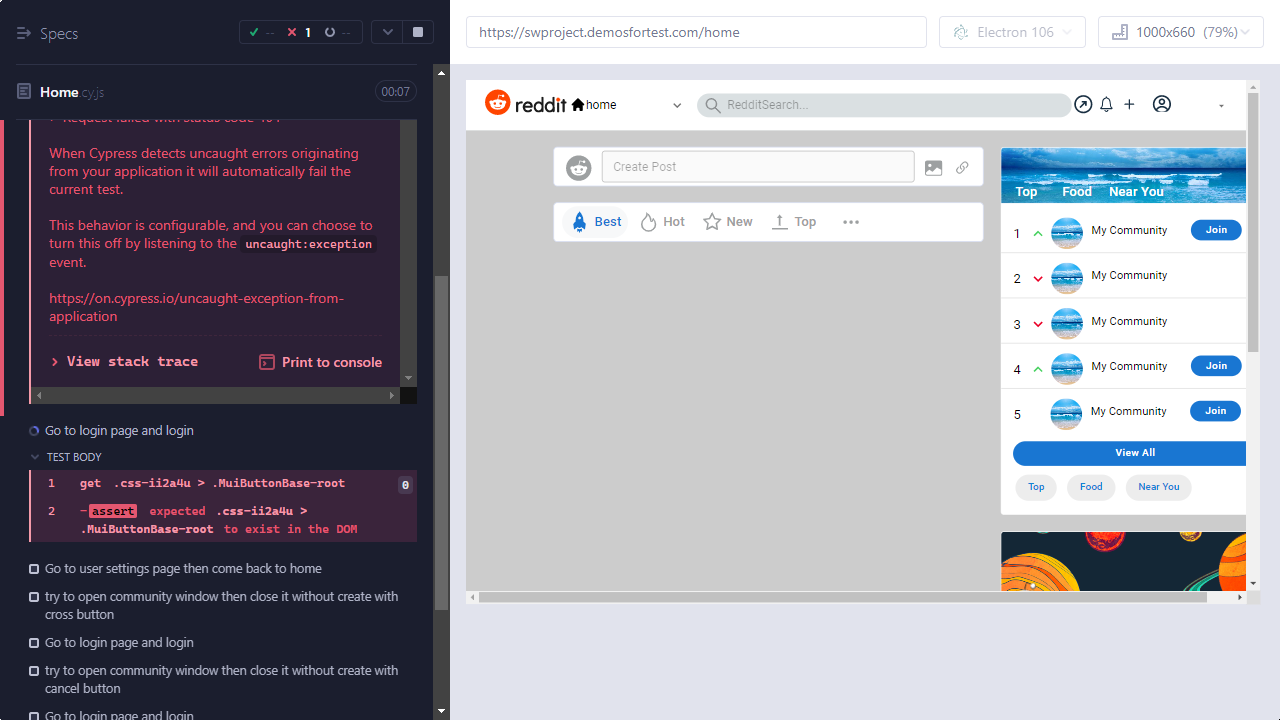 Specs
-- 1 --
Home.cy.js
00:07
> Request failed with status code 404
When Cypress detects uncaught errors originating
from your application it will automatically fail the
current test.
This behavior is configurable, and you can choose to
turn this off by listening to the uncaught:exception
event.
https://on.cypress.io/uncaught-exception-from-
application
View stack trace
Print to console
Go to login page and login
TEST BODY
1 get .css-ii2a4u > .MuiButtonBase-root 0
2 -assert expected .css-ii2a4u >
.MuiButtonBase-root to exist in the DOM
Go to user settings page then come back to home
try to open community window then close it without create with
cross button
Go to login page and login
try to open community window then close it without create with
cancel button
Go to login page and login
https://swproject.demosfortest.com/home
Electron 106
1000x660 (79%)
reddit home
RedditSearch...
Create Post
Best Hot New Top
Top Food Near You
1 My Community Join
2 My Community
3 My Community
4 My Community Join
5 My Community Join
View All
Top Food Near You